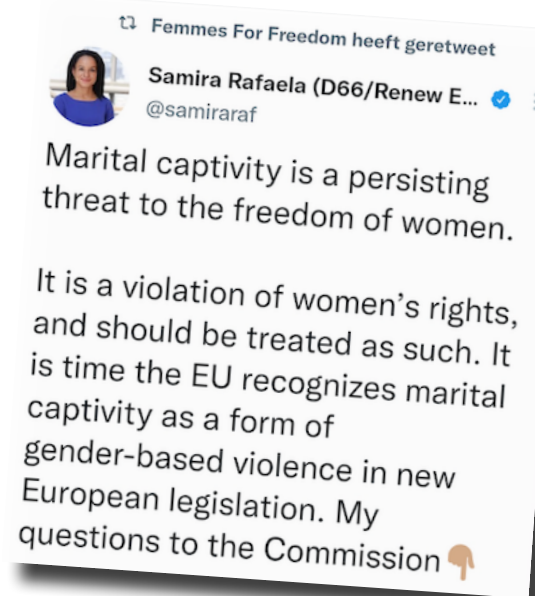 Femmes For Freedom heeft geretweet
Samira Rafaela (D66/Renew E...
@samiraraf
Marital captivity is a persisting
threat to the freedom of women.
It is a violation of women’s rights,
and should be treated as such. It
is time the EU recognizes marital
captivity as a form of
gender-based violence in new
European legislation. My
questions to the Commission👇🏽